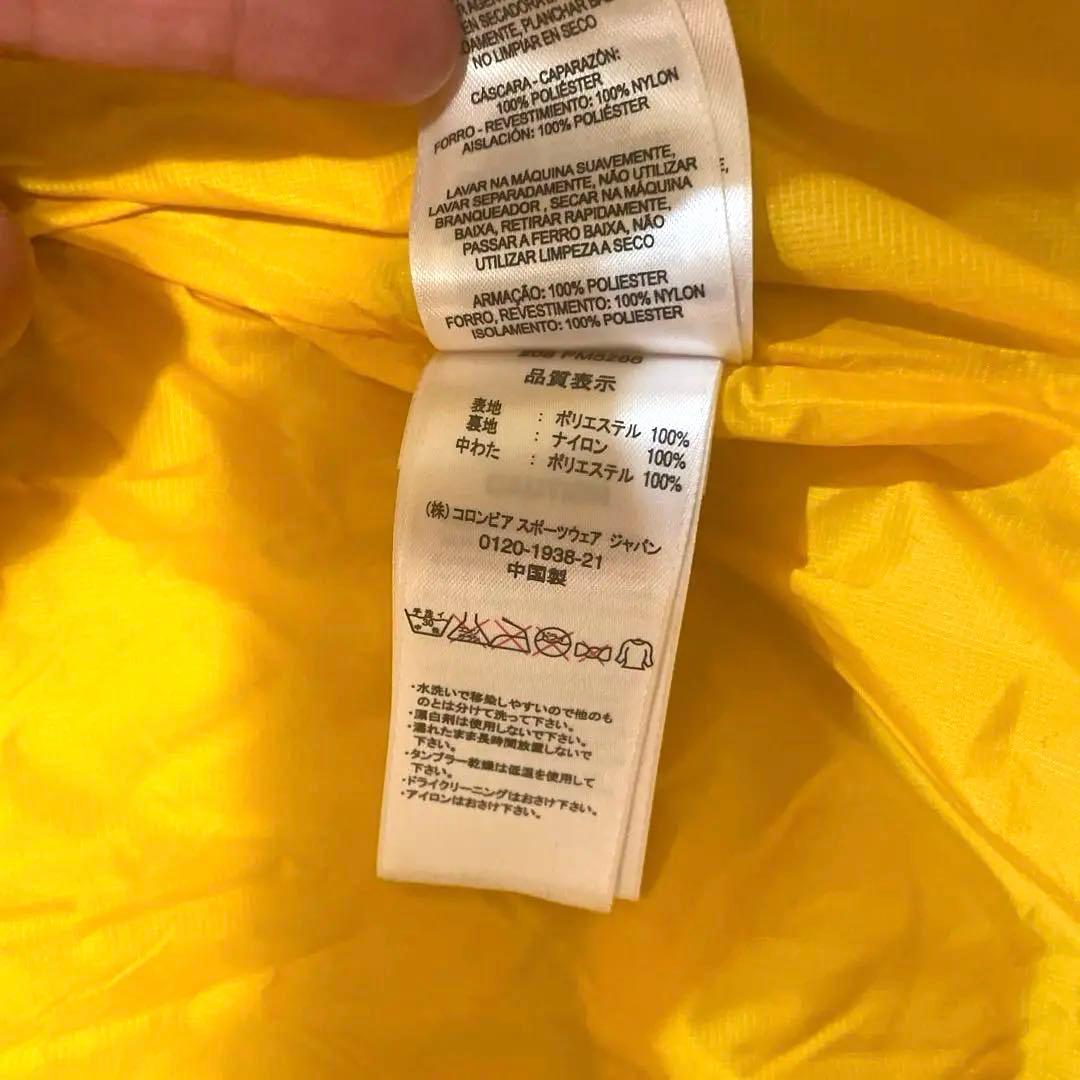 EN SECADORA
PLANCHAR
NO LIMPIAR EN SECO
CÁSCARA - CAPARAZÓN:
100% POLIÉSTER
FORRO - REVESTIMIENTO: 100% NYLON
AISLACIÓN: 100% POLIÉSTER
LAVAR NA MÁQUINA SUAVEMENTE,
LAVAR SEPARADAMENTE, NÃO UTILIZAR
BRANQUEADOR, SECAR NA MÁQUINA
BAIXA, RETIRAR RAPIDAMENTE,
PASSAR A FERRO BAIXA, NÃO
UTILIZAR LIMPEZA A SECO
ARMAÇÃO: 100% POLIESTER
FORRO, REVESTIMENTO: 100% NYLON
ISOLAMENTO: 100% POLIESTER
品質表示
表地 : ポリエステル 100%
裏地 : ナイロン 100%
中わた : ポリエステル 100%
(株)コロンビア スポーツウェア ジャパン
0120-1938-21
中国製
手洗イ
30
中性
・水洗いで移染しやすいので他のも
のとは分けて洗って下さい。
・漂白剤は使用しないで下さい。
・濡れたまま長時間放置しないで
下さい。
・タンブラー乾燥は低温を使用して
下さい。
・ドライクリーニングはおさけ下さい。
・アイロンはおさけ下さい。